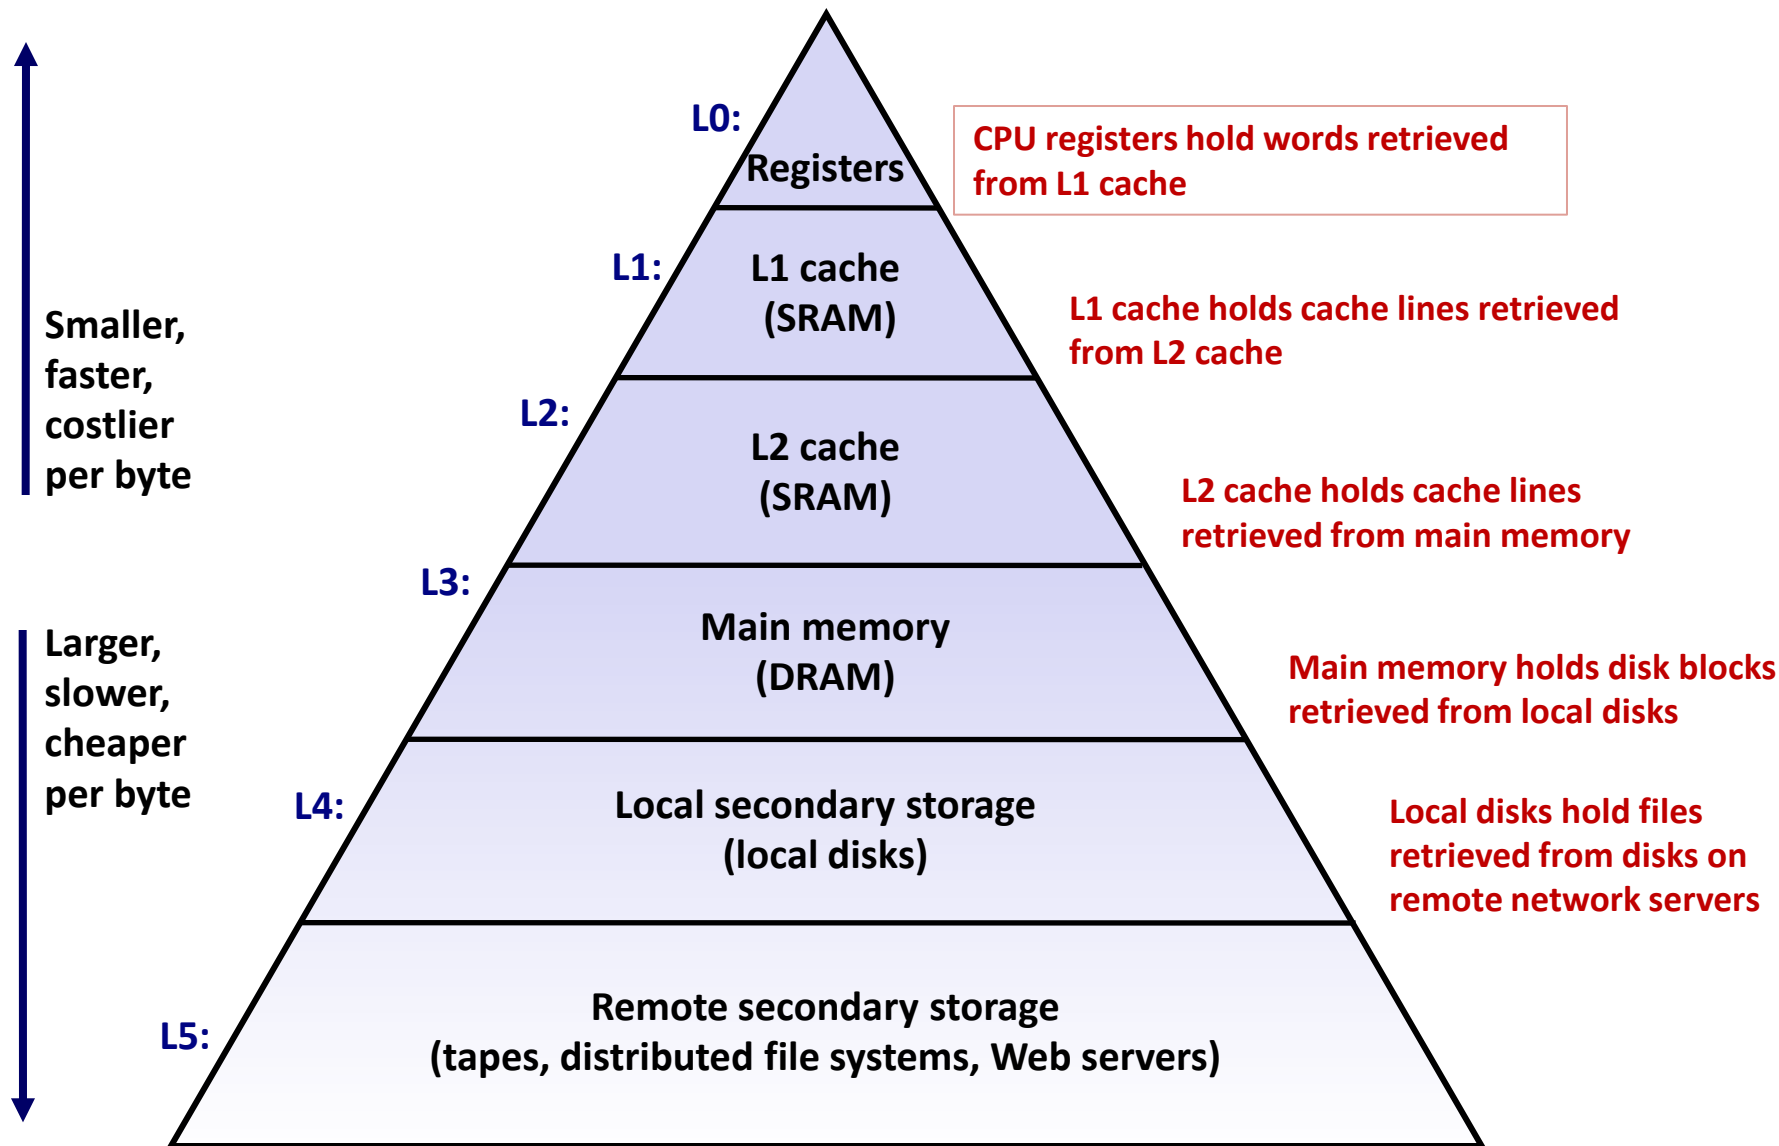 L0:
Registers
CPU registers hold words retrieved
from L1 cache
L1:
L1 cache
(SRAM)
L1 cache holds cache lines retrieved
from L2 cache
Smaller,
faster,
costlier
per byte
L2:
L2 cache
(SRAM)
L2 cache holds cache lines
retrieved from main memory
L3:
Main memory
(DRAM)
Main memory holds disk blocks
retrieved from local disks
Larger,
slower,
cheaper
per byte
L4:
Local secondary storage
(local disks)
Local disks hold files
retrieved from disks on
remote network servers
L5:
Remote secondary storage
(tapes, distributed file systems, Web servers)